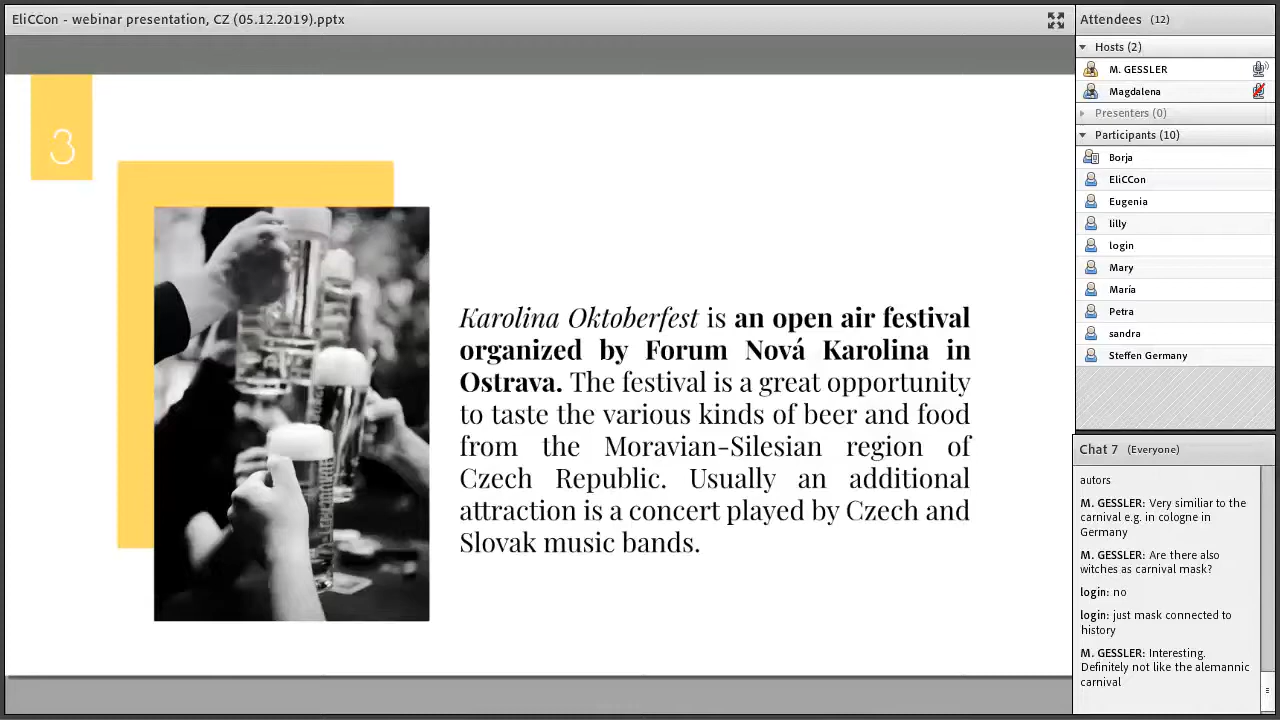 EliCCon - webinar presentation, CZ (05.12.2019).pptx
3
Karolina Oktoberfest is an open air festival
organized by Forum Nová Karolina in
Ostrava. The festival is a great opportunity
to taste the various kinds of beer and food
from the Moravian-Silesian region of
Czech Republic. Usually an additional
attraction is a concert played by Czech and
Slovak music bands.
Attendees (12)
Hosts (2)
M. GESSLER
Magdalena
Presenters (0)
Participants (10)
Borja
EliCCon
Eugenia
lilly
login
Mary
María
Petra
sandra
Steffen Germany
Chat 7 (Everyone)
autors
M. GESSLER: Very similiar to the
carnival e.g. in cologne in
Germany
M. GESSLER: Are there also
witches as carnival mask?
login: no
login: just mask connected to
history
M. GESSLER: Interesting.
Definitely not like the alemannic
carnival